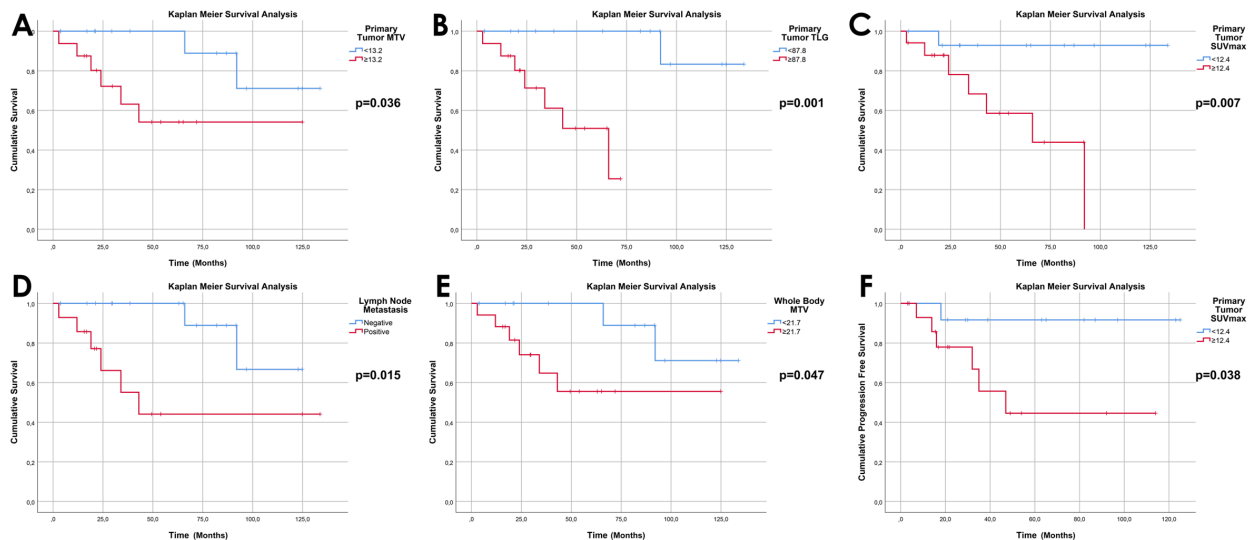 A
Kaplan Meier Survival Analysis
Primary
Tumor MTV
<13.2
≥13.2
p=0.036
Cumulative Survival
1,0
0,8
0,6
0,4
0,2
0,0
,0 25,0 50,0 75,0 100,0 125,0
Time (Months)
B
Kaplan Meier Survival Analysis
Primary
Tumor TLG
<87.8
≥87.8
p=0.001
Cumulative Survival
1,0
0,8
0,6
0,4
0,2
0,0
,0 25,0 50,0 75,0 100,0 125,0
Time (Months)
C
Kaplan Meier Survival Analysis
Primary
Tumor
SUVmax
<12.4
≥12.4
p=0.007
Cumulative Survival
1,0
0,8
0,6
0,4
0,2
0,0
,0 50,0 100,0 150,0
Time (Months)
D
Kaplan Meier Survival Analysis
Lymph Node
Metastasis
Negative
Positive
p=0.015
Cumulative Survival
1,0
0,8
0,6
0,4
0,2
0,0
,0 25,0 50,0 75,0 100,0 125,0
Time (Months)
E
Kaplan Meier Survival Analysis
Whole Body
MTV
<21.7
≥21.7
p=0.047
Cumulative Survival
1,0
0,8
0,6
0,4
0,2
0,0
,0 25,0 50,0 75,0 100,0 125,0
Time (Months)
F
Kaplan Meier Survival Analysis
Primary
Tumor
SUVmax
<12.4
≥12.4
p=0.038
Cumulative Progression Free Survival
1,0
0,8
0,6
0,4
0,2
0,0
,0 20,0 40,0 60,0 80,0 100,0 120,0
Time (Months)